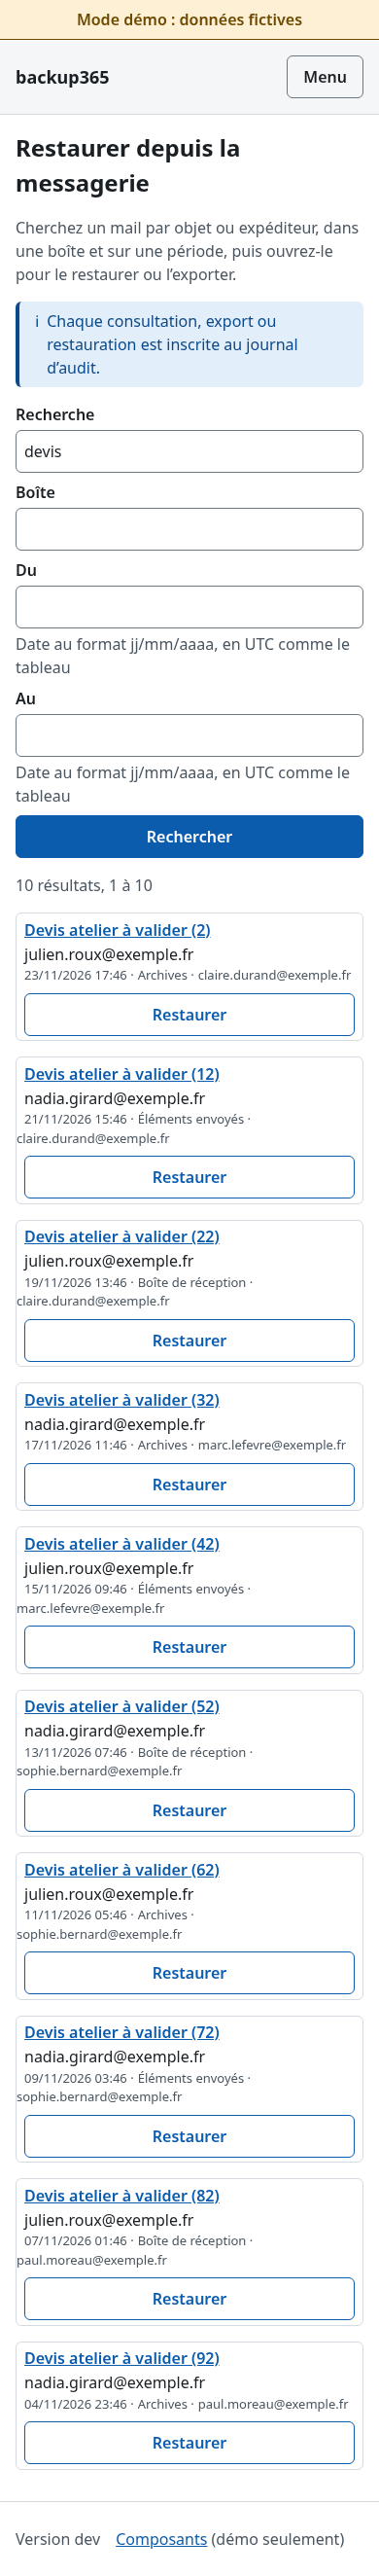 Mode démo : données fictives
backup365
Menu
Restaurer depuis la
messagerie
Cherchez un mail par objet ou expéditeur, dans
une boîte et sur une période, puis ouvrez-le
pour le restaurer ou l’exporter.
i Chaque consultation, export ou
restauration est inscrite au journal
d’audit.
Recherche
devis
Boîte
Du
Date au format jj/mm/aaaa, en UTC comme le
tableau
Au
Date au format jj/mm/aaaa, en UTC comme le
tableau
Rechercher
10 résultats, 1 à 10
Devis atelier à valider (2)
julien.roux@exemple.fr
23/11/2026 17:46 · Archives · claire.durand@exemple.fr
Restaurer
Devis atelier à valider (12)
nadia.girard@exemple.fr
21/11/2026 15:46 · Éléments envoyés ·
claire.durand@exemple.fr
Restaurer
Devis atelier à valider (22)
julien.roux@exemple.fr
19/11/2026 13:46 · Boîte de réception ·
claire.durand@exemple.fr
Restaurer
Devis atelier à valider (32)
nadia.girard@exemple.fr
17/11/2026 11:46 · Archives · marc.lefevre@exemple.fr
Restaurer
Devis atelier à valider (42)
julien.roux@exemple.fr
15/11/2026 09:46 · Éléments envoyés ·
marc.lefevre@exemple.fr
Restaurer
Devis atelier à valider (52)
nadia.girard@exemple.fr
13/11/2026 07:46 · Boîte de réception ·
sophie.bernard@exemple.fr
Restaurer
Devis atelier à valider (62)
julien.roux@exemple.fr
11/11/2026 05:46 · Archives ·
sophie.bernard@exemple.fr
Restaurer
Devis atelier à valider (72)
nadia.girard@exemple.fr
09/11/2026 03:46 · Éléments envoyés ·
sophie.bernard@exemple.fr
Restaurer
Devis atelier à valider (82)
julien.roux@exemple.fr
07/11/2026 01:46 · Boîte de réception ·
paul.moreau@exemple.fr
Restaurer
Devis atelier à valider (92)
nadia.girard@exemple.fr
04/11/2026 23:46 · Archives · paul.moreau@exemple.fr
Restaurer
Version dev Composants (démo seulement)